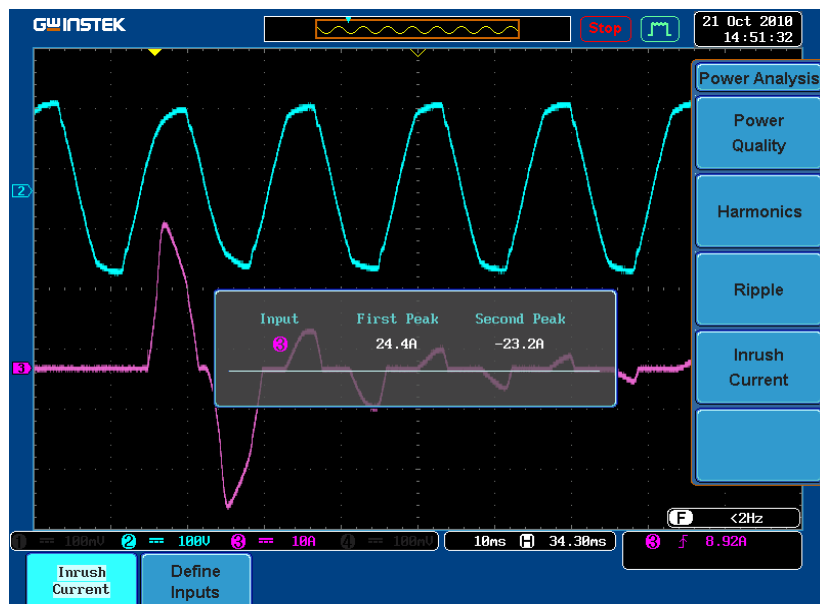 GWINSTEK
Stop
21 Oct 2010
14:51:32
Power Analysis
Power
Quality
Harmonics
Ripple
Inrush
Current
2
3
Input First Peak Second Peak
3 24.4A -23.2A
F <2Hz
1 100mV 2 100V 3 10A 4 100mV
10ms H 34.30ms
3 8.92A
Inrush
Current
Define
Inputs